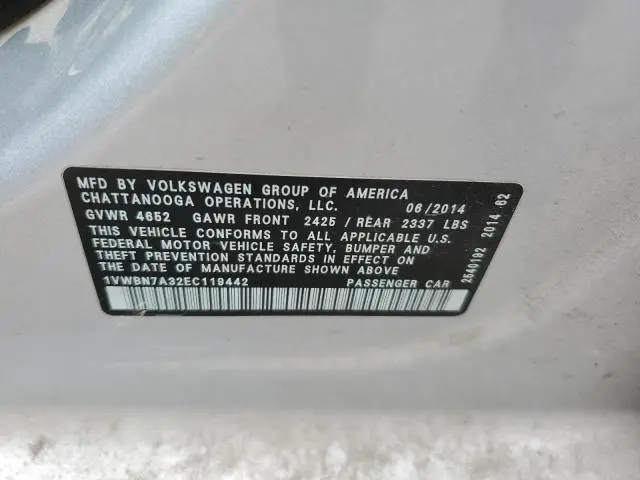 MFD BY VOLKSWAGEN GROUP OF AMERICA
CHATTANOOGA OPERATIONS, LLC. 06/2014
GVWR 4652 GAWR FRONT 2425 / REAR 2337 LBS
THIS VEHICLE CONFORMS TO ALL APPLICABLE U.S.
FEDERAL MOTOR VEHICLE SAFETY, BUMPER AND
THEFT PREVENTION STANDARDS IN EFFECT ON
THE DATE OF MANUFACTURE SHOWN ABOVE
1VWBN7A32EC119442 PASSENGER CAR
2540192 2014 62